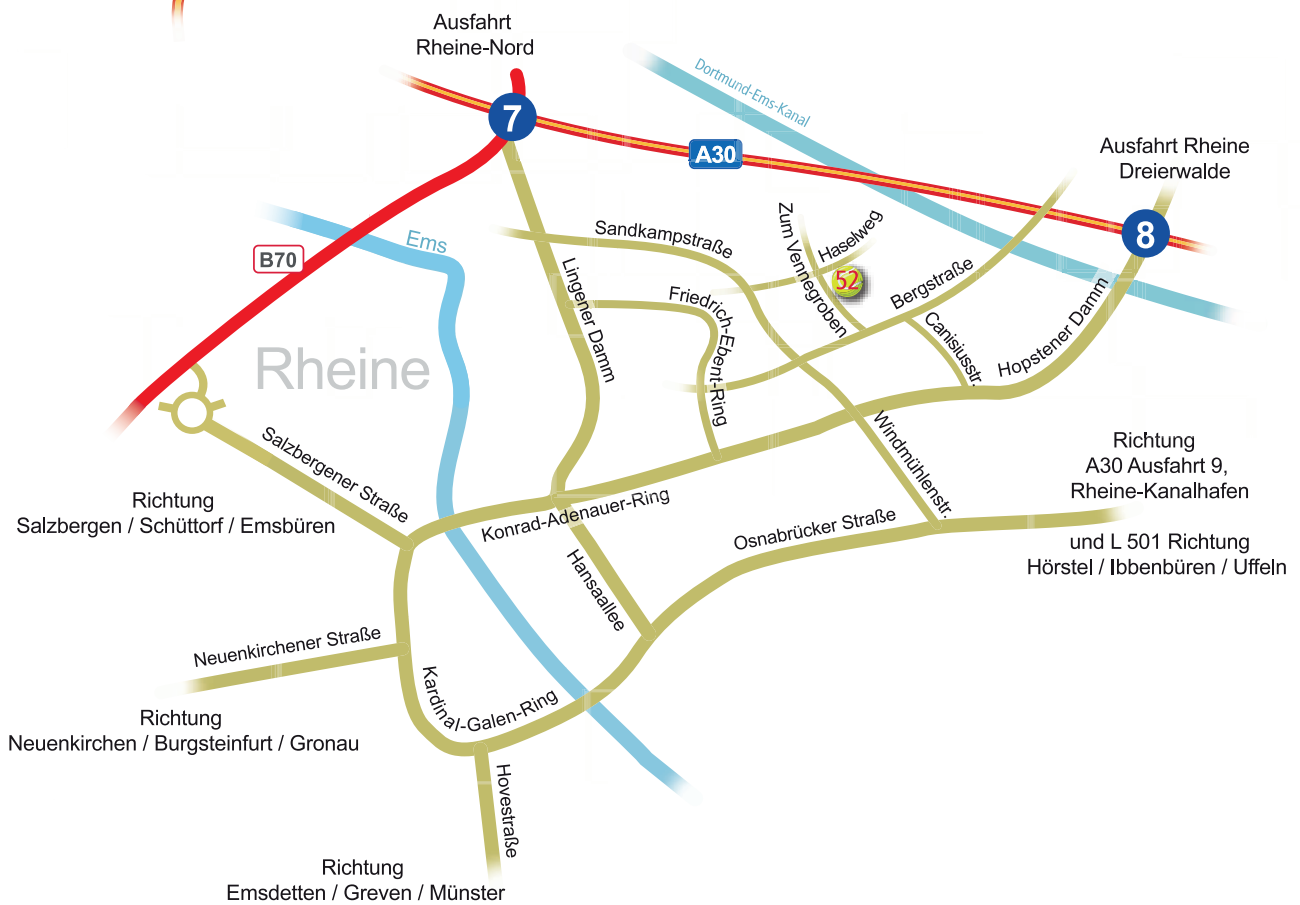 Ausfahrt
Rheine-Nord
7
Dortmund-Ems-Kanal
A30
Ausfahrt Rheine
Dreierwalde
8
B70
Ems
Sandkampstraße
Zum Vennegroben
Haselweg
52
Bergstraße
Lingener Damm
Friedrich-Ebent-Ring
Canisiusstr.
Hopstener Damm
Rheine
Salzbergener Straße
Windmühlenstr.
Richtung
A30 Ausfahrt 9,
Rheine-Kanalhafen
Richtung
Salzbergen / Schüttorf / Emsbüren
Konrad-Adenauer-Ring
Osnabrücker Straße
und L 501 Richtung
Hörstel / Ibbenbüren / Uffeln
Hansaallee
Neuenkirchener Straße
Kardinal-Galen-Ring
Richtung
Neuenkirchen / Burgsteinfurt / Gronau
Hovestraße
Richtung
Emsdetten / Greven / Münster